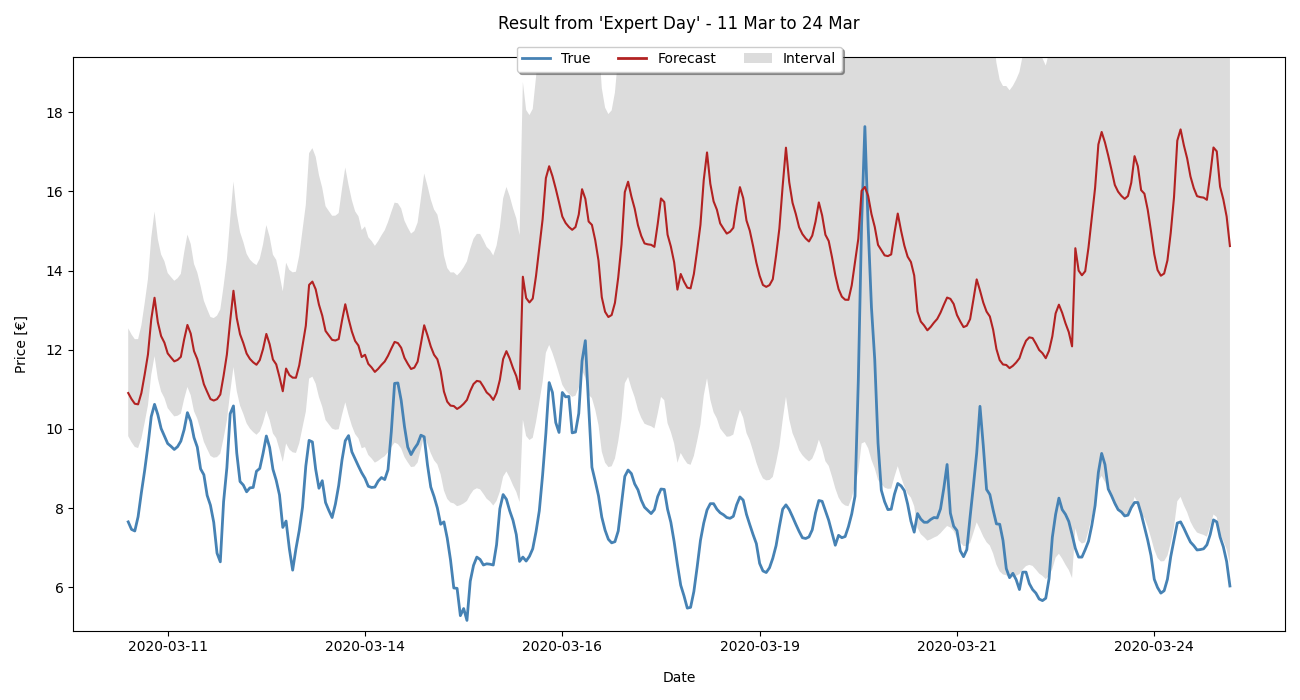 Result from 'Expert Day' - 11 Mar to 24 Mar
True Forecast Interval
Price [€]
18
16
14
12
10
8
6
2020-03-11 2020-03-14 2020-03-16 2020-03-19 2020-03-21 2020-03-24
Date